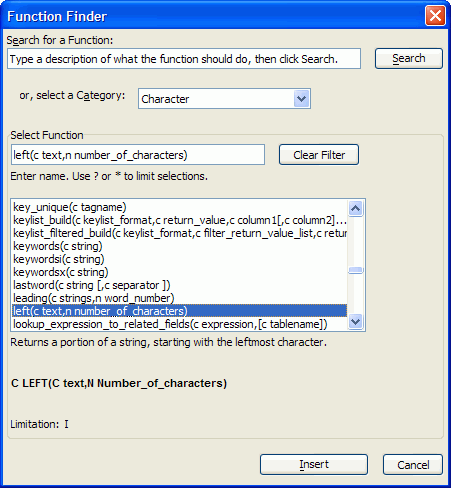 Function Finder
Search for a Function:
Type a description of what the function should do, then click Search.
Search
or, select a Category:
Character
Select Function
left(c text,n number_of_characters)
Clear Filter
Enter name. Use ? or * to limit selections.
key_unique(c tagname)
keylist_build(c keylist_format,c return_value,c column1[,c column2]...
keylist_filtered_build(c keylist_format,c filter_return_value_list,c retur
keywords(c string)
keywordsi(c string)
keywordsx(c string)
lastword(c string [,c separator ])
leading(c strings,n word_number)
left(c text,n number_of_characters)
lookup_expression_to_related_fields(c expression,[c tablename])
Returns a portion of a string, starting with the leftmost character.
C LEFT(C text,N Number_of_characters)
Limitation: I
Insert
Cancel